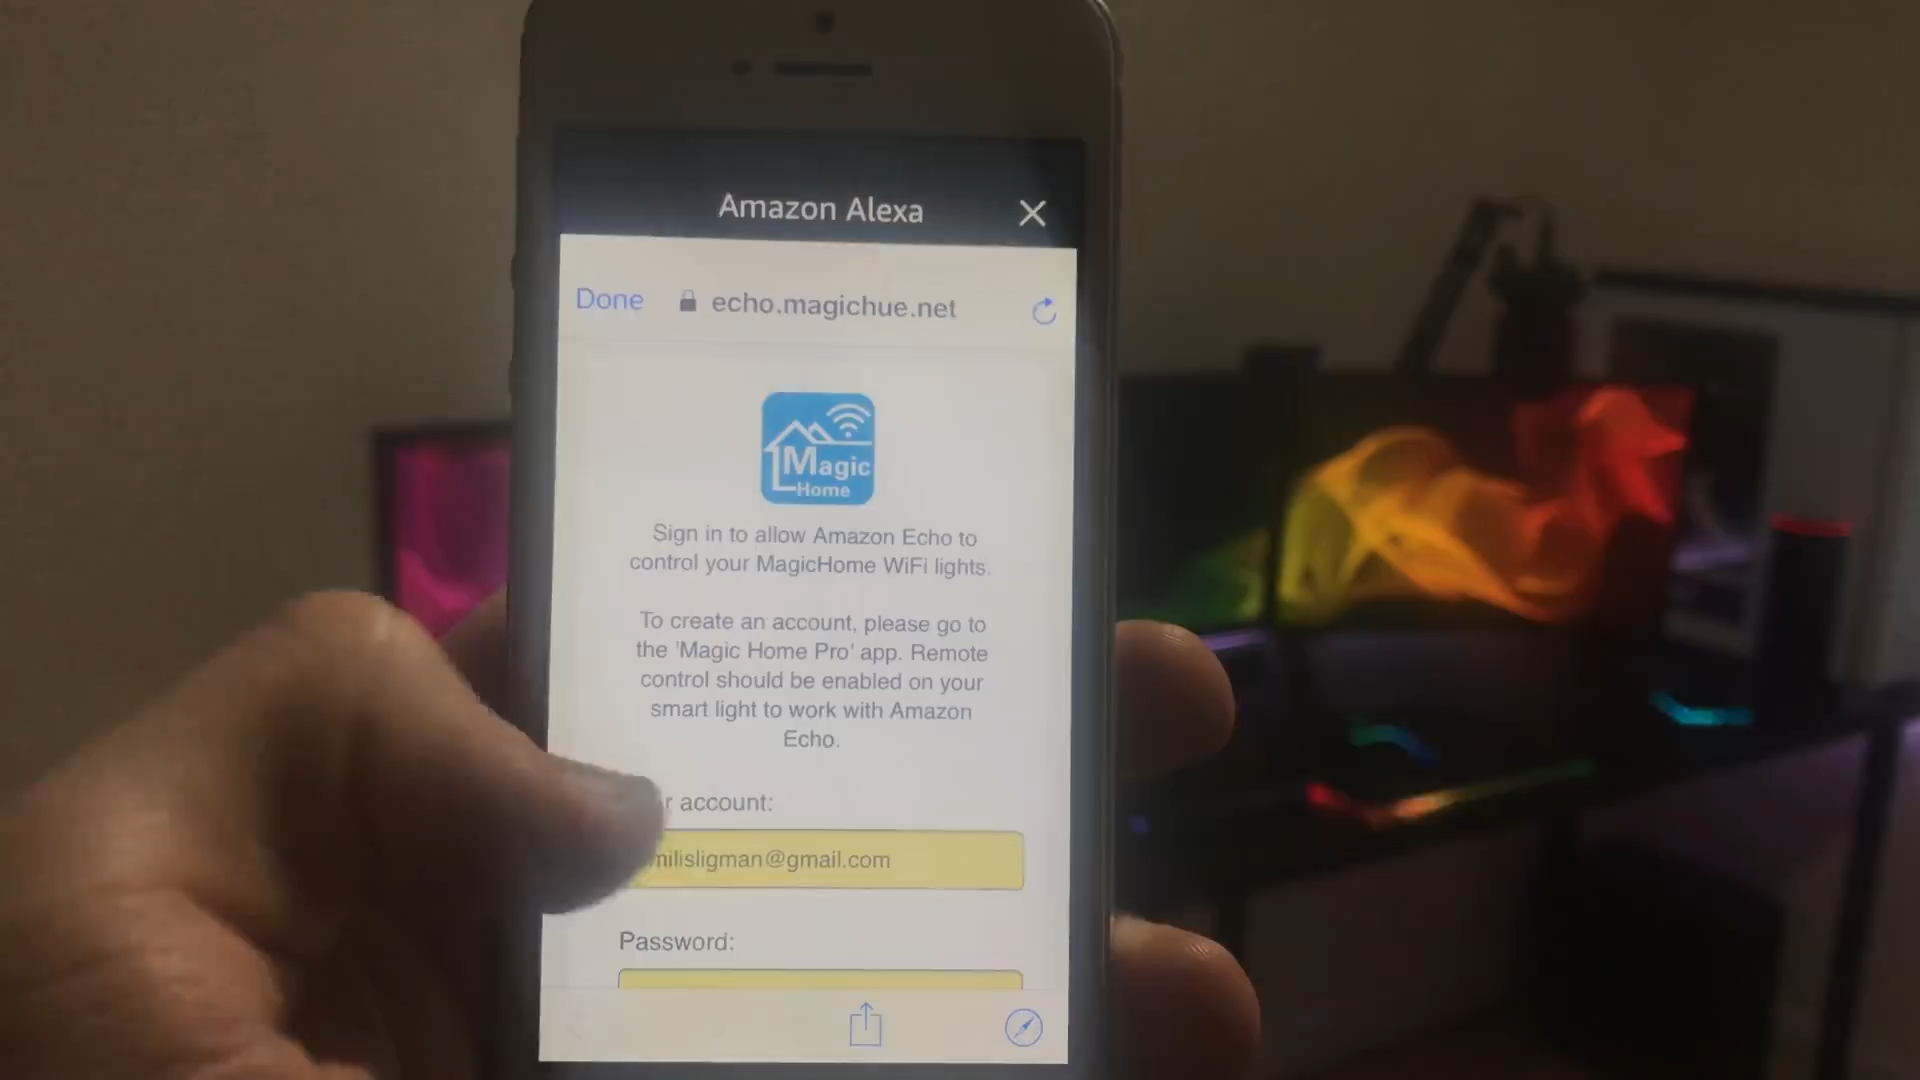 Amazon Alexa
Done echo.magichue.net
Magic
Home
Sign in to allow Amazon Echo to
control your MagicHome WiFi lights.
To create an account, please go to
the 'Magic Home Pro' app. Remote
control should be enabled on your
smart light to work with Amazon
Echo.
account:
milisligman@gmail.com
Password: